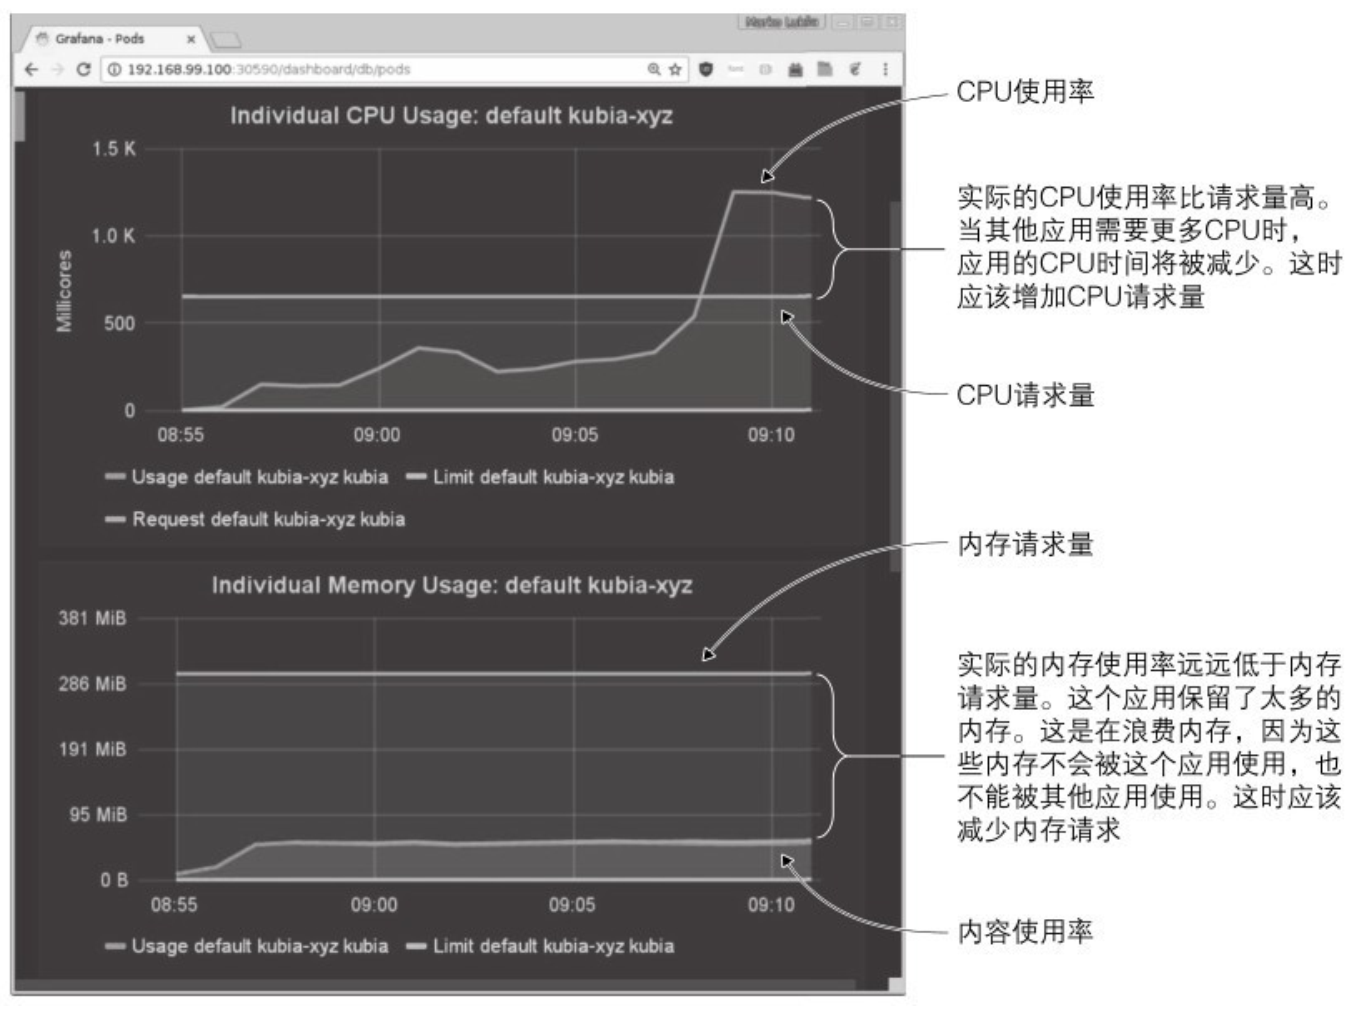 Grafana - Pods
192.168.99.100:30590/dashboard/db/pods
Individual CPU Usage: default kubia-xyz
Millicores
1.5 K
1.0 K
500
0
08:55
09:00
09:05
09:10
Usage default kubia-xyz kubia
Limit default kubia-xyz kubia
Request default kubia-xyz kubia
CPU使用率
实际的CPU使用率比请求量高。
当其他应用需要更多CPU时，
应用的CPU时间将被减少。这时
应该增加CPU请求量
CPU请求量
Individual Memory Usage: default kubia-xyz
381 MiB
286 MiB
191 MiB
95 MiB
0 B
08:55
09:00
09:05
09:10
Usage default kubia-xyz kubia
Limit default kubia-xyz kubia
内存请求量
实际的内存使用率远远低于内存
请求量。这个应用保留了太多的
内存。这是在浪费内存，因为这
些内存不会被这个应用使用，也
不能被其他应用使用。这时应该
减少内存请求
内容使用率